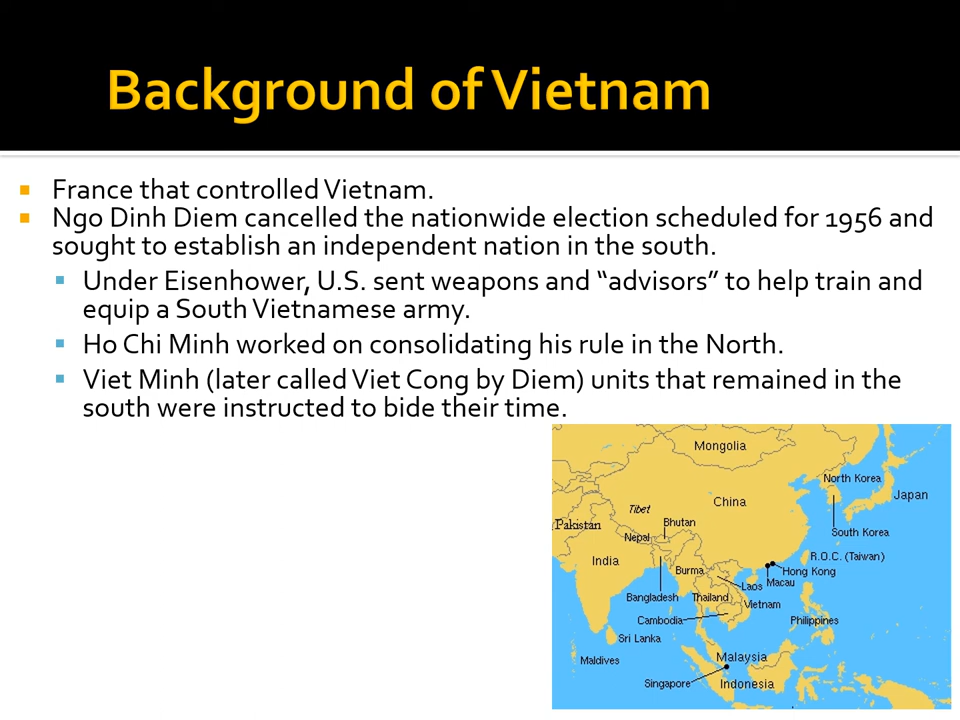 Background of Vietnam
France that controlled Vietnam.
Ngo Dinh Diem cancelled the nationwide election scheduled for 1956 and
sought to establish an independent nation in the south.
Under Eisenhower, U.S. sent weapons and “advisors” to help train and
equip a South Vietnamese army.
Ho Chi Minh worked on consolidating his rule in the North.
Viet Minh (later called Viet Cong by Diem) units that remained in the
south were instructed to bide their time.
Mongolia
North Korea
Japan
China
Tibet
Pakistan
Bhutan
South Korea
Nepal
R.O.C. (Taiwan)
India
Burma
Hong Kong
Macau
Laos
Bangladesh
Thailand
Vietnam
Cambodia
Philippines
Sri Lanka
Maldives
Malaysia
Singapore
Indonesia